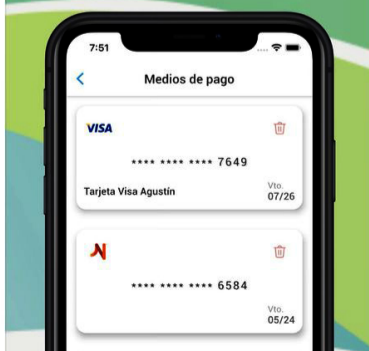 7:51
Medios de pago
VISA
**** **** **** 7649
Tarjeta Visa Agustín
Vto.
07/26
N
**** **** **** 6584
Vto.
05/24